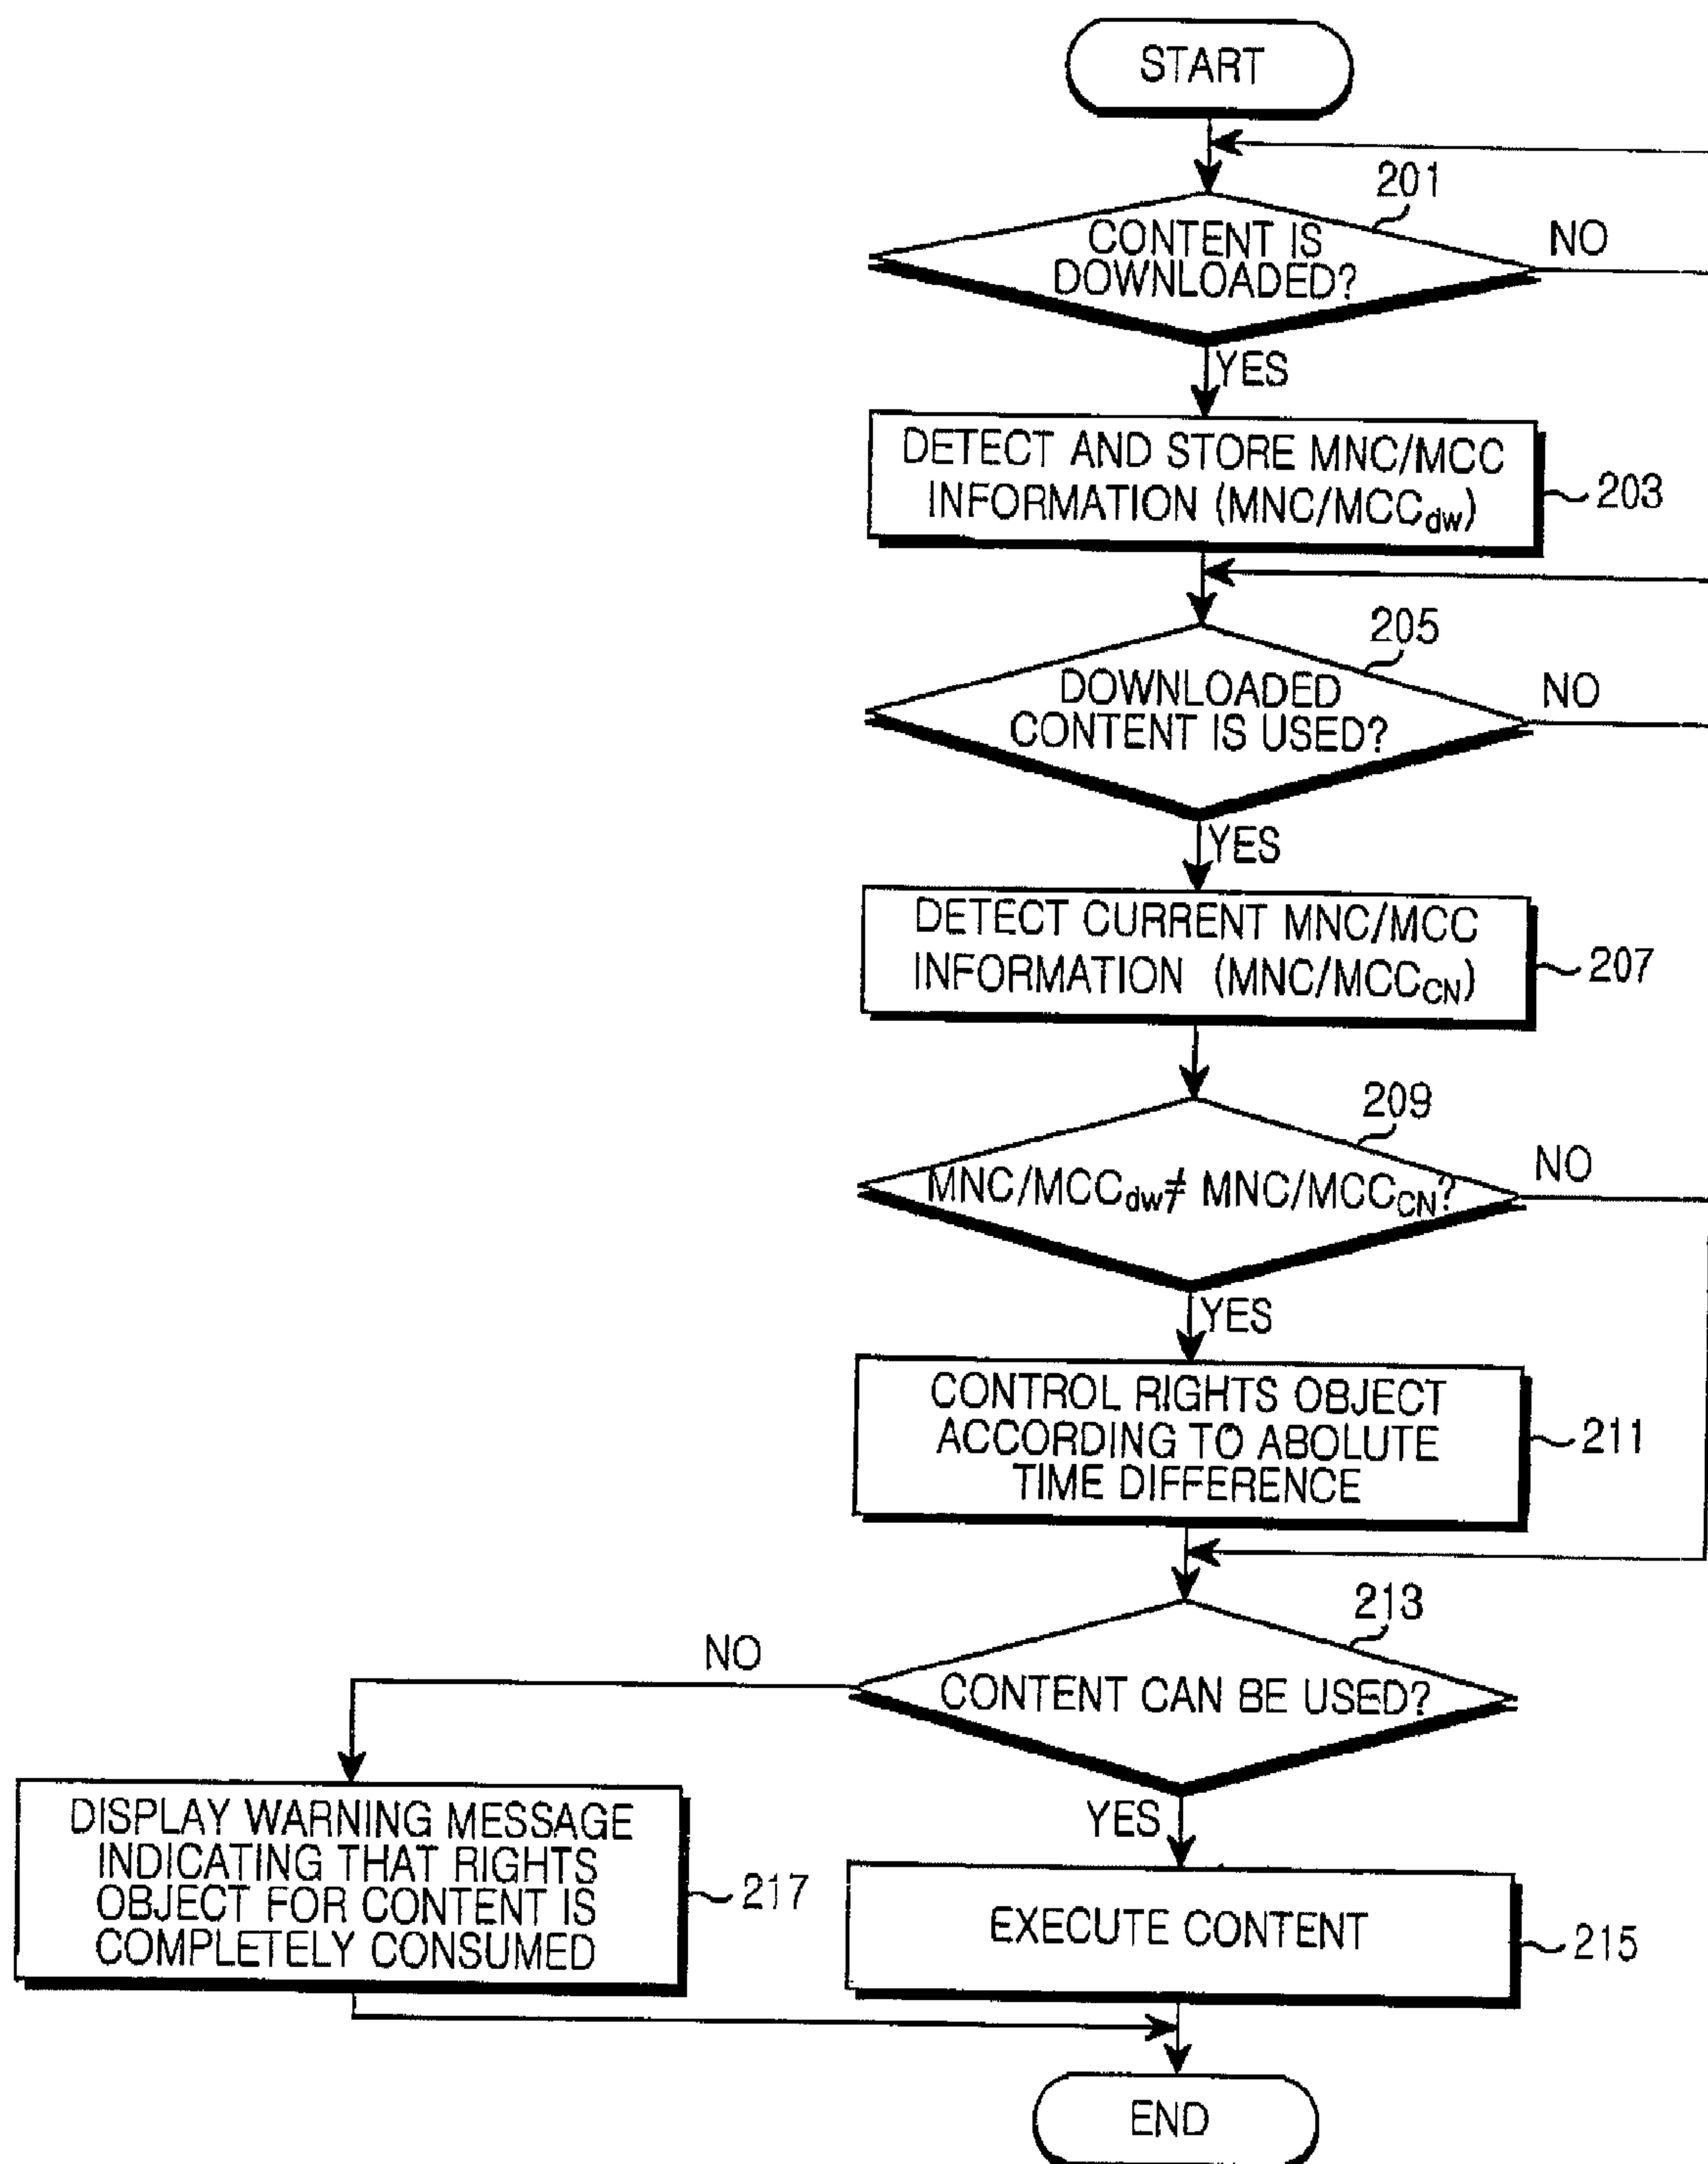 START
201
CONTENT IS
DOWNLOADED?
NO
YES
DETECT AND STORE MNC/MCC
INFORMATION (MNC/MCCdw)
203
205
DOWNLOADED
CONTENT IS USED?
NO
YES
DETECT CURRENT MNC/MCC
INFORMATION (MNC/MCCCN)
207
209
MNC/MCCdw≠ MNC/MCCCN?
NO
YES
CONTROL RIGHTS OBJECT
ACCORDING TO ABOLUTE
TIME DIFFERENCE
211
213
NO
CONTENT CAN BE USED?
YES
DISPLAY WARNING MESSAGE
INDICATING THAT RIGHTS
OBJECT FOR CONTENT IS
COMPLETELY CONSUMED
217
EXECUTE CONTENT
215
END